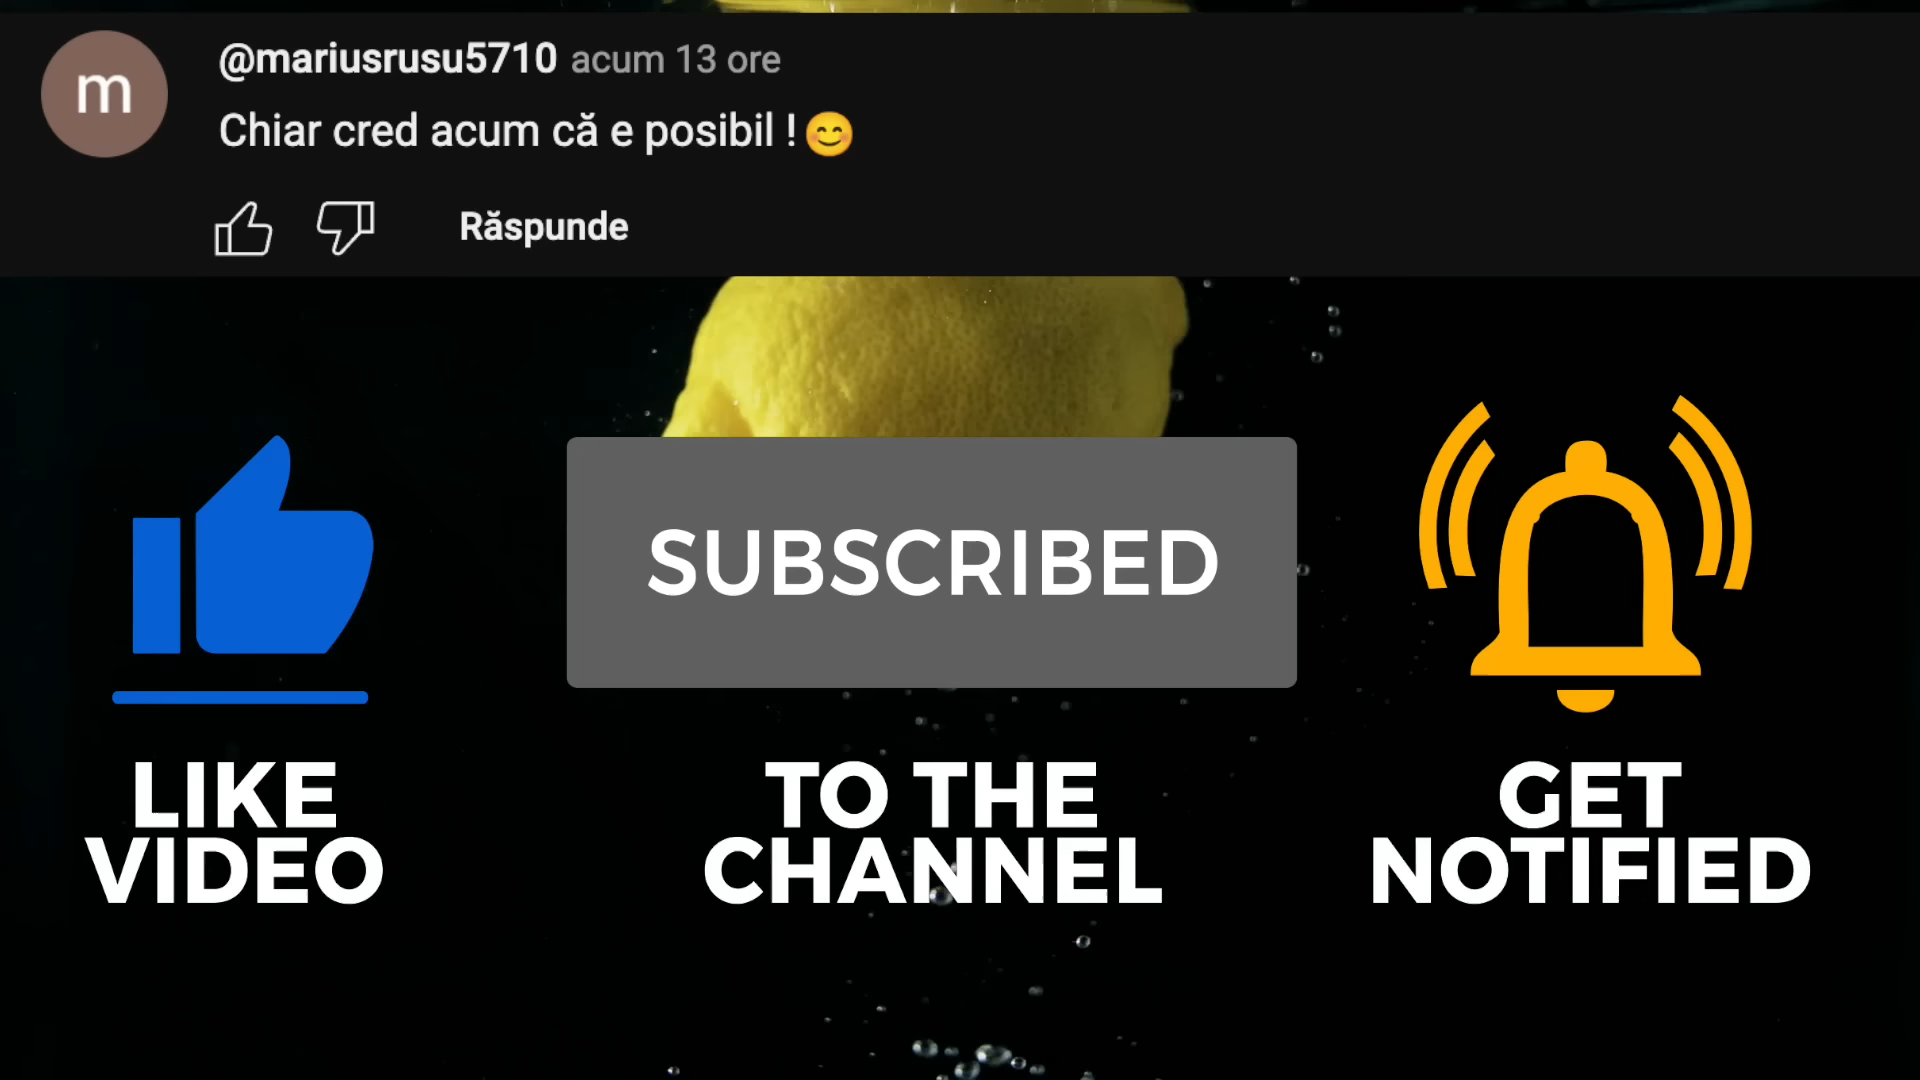 m
@mariusrusu5710 acum 13 ore
Chiar cred acum că e posibil !😊
Răspunde
SUBSCRIBED
LIKE
VIDEO
TO THE
CHANNEL
GET
NOTIFIED